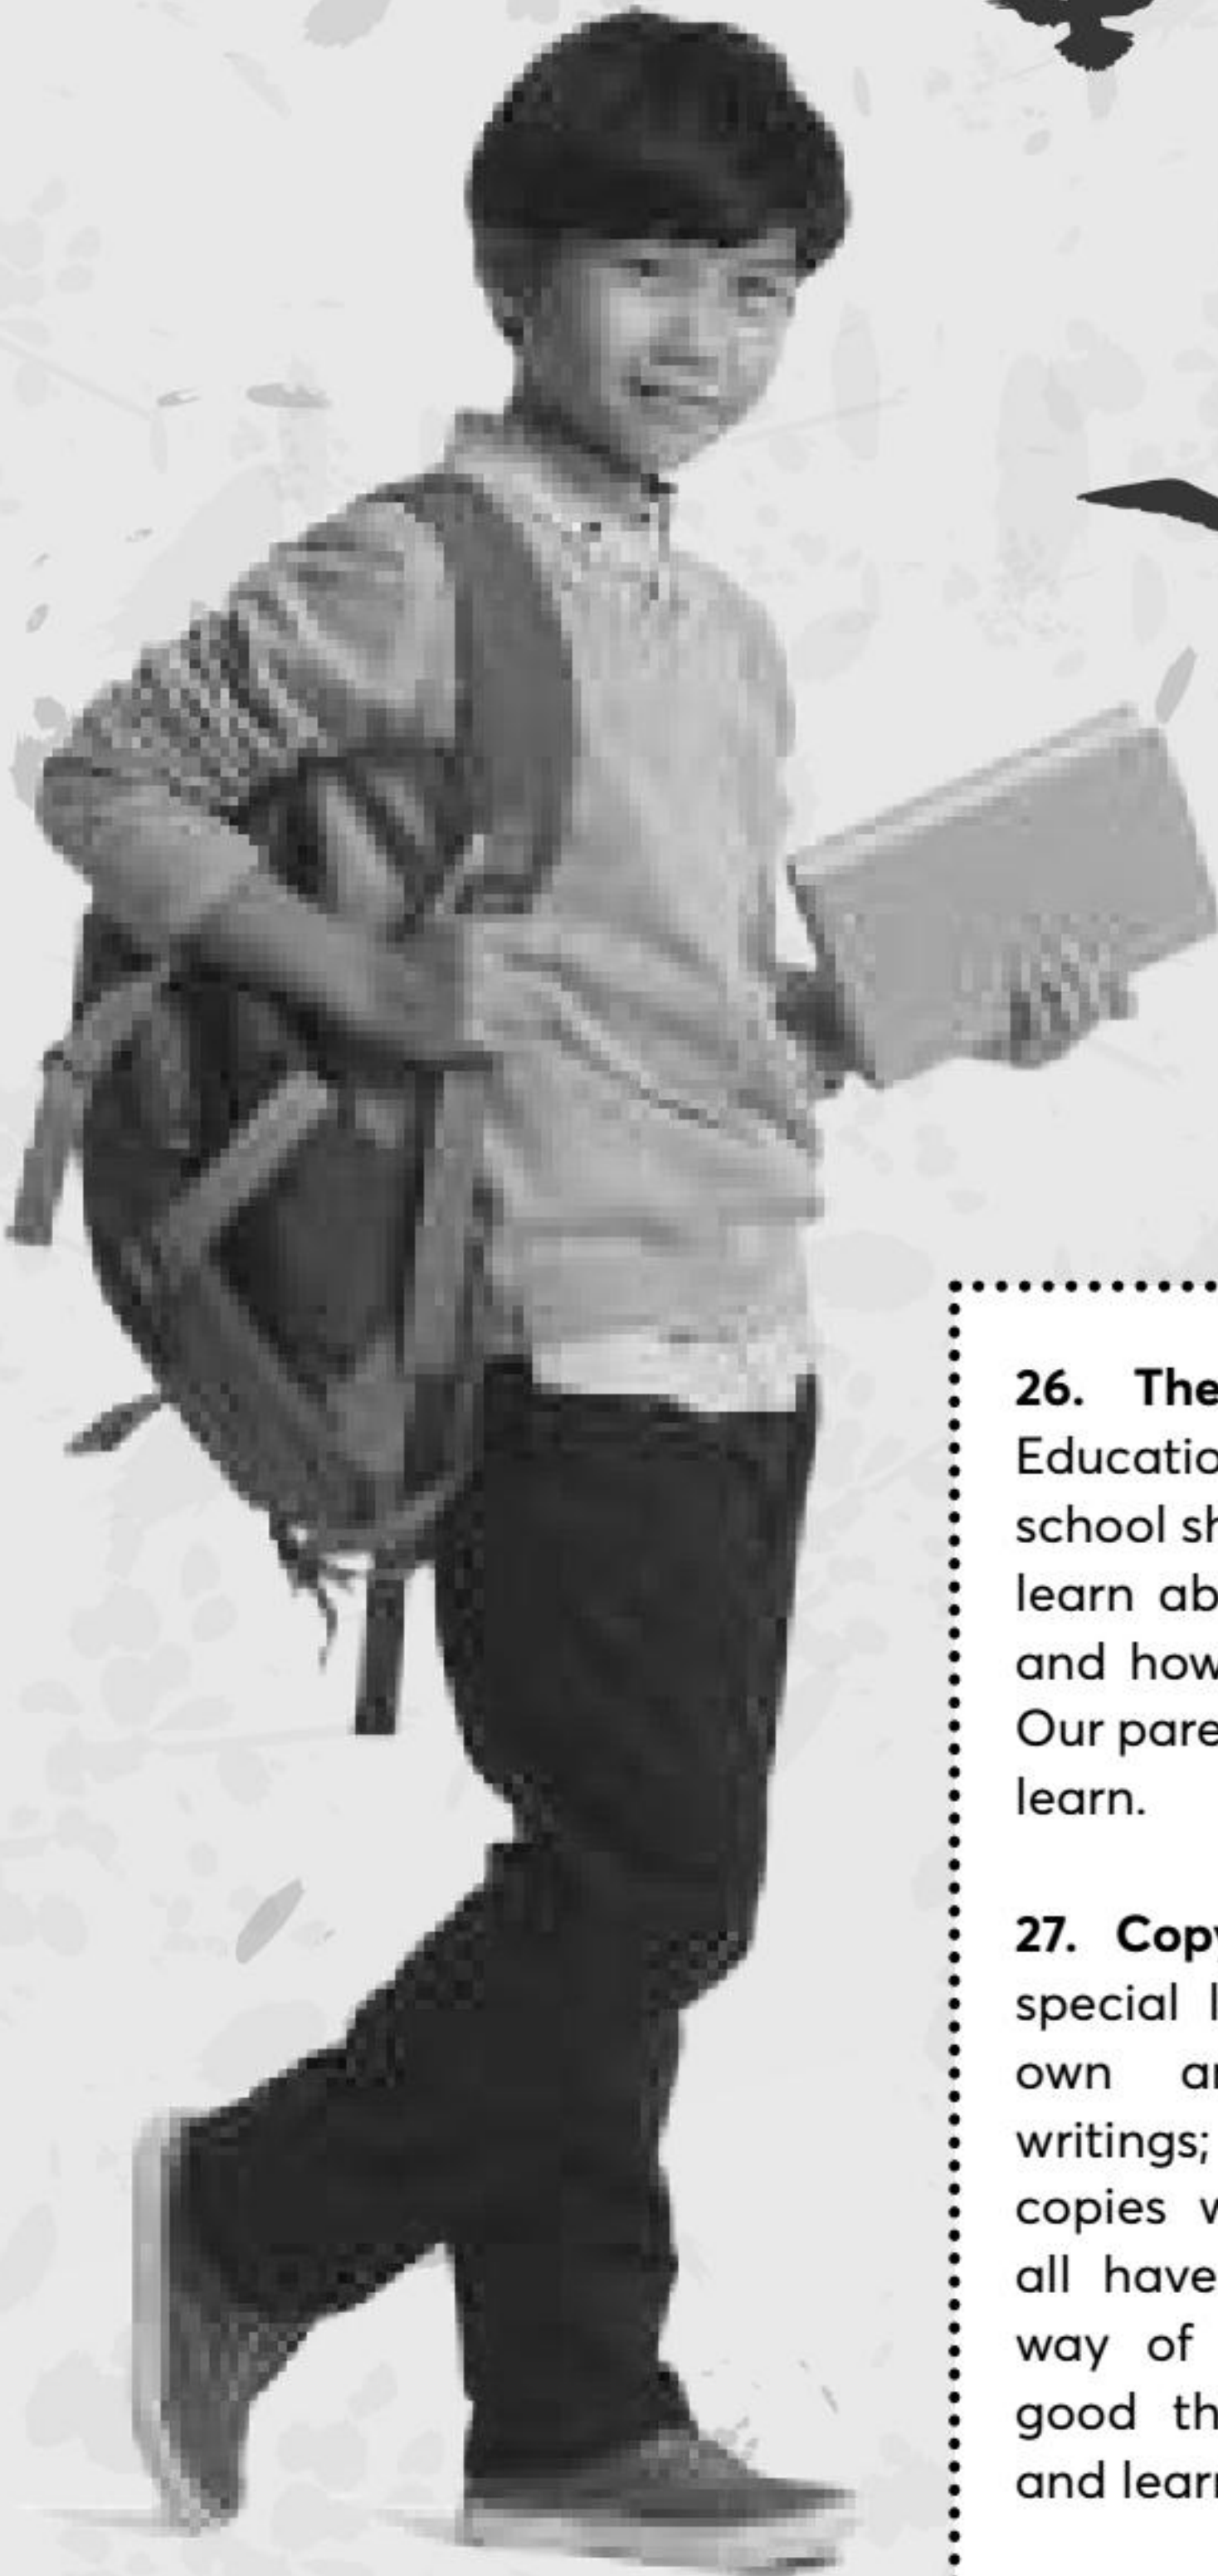 26. The
Educatio
school sh
learn ab
and how
Our pare
learn.
27. Copy
special l
own ar
writings;
copies w
all have
way of
good th
and learn